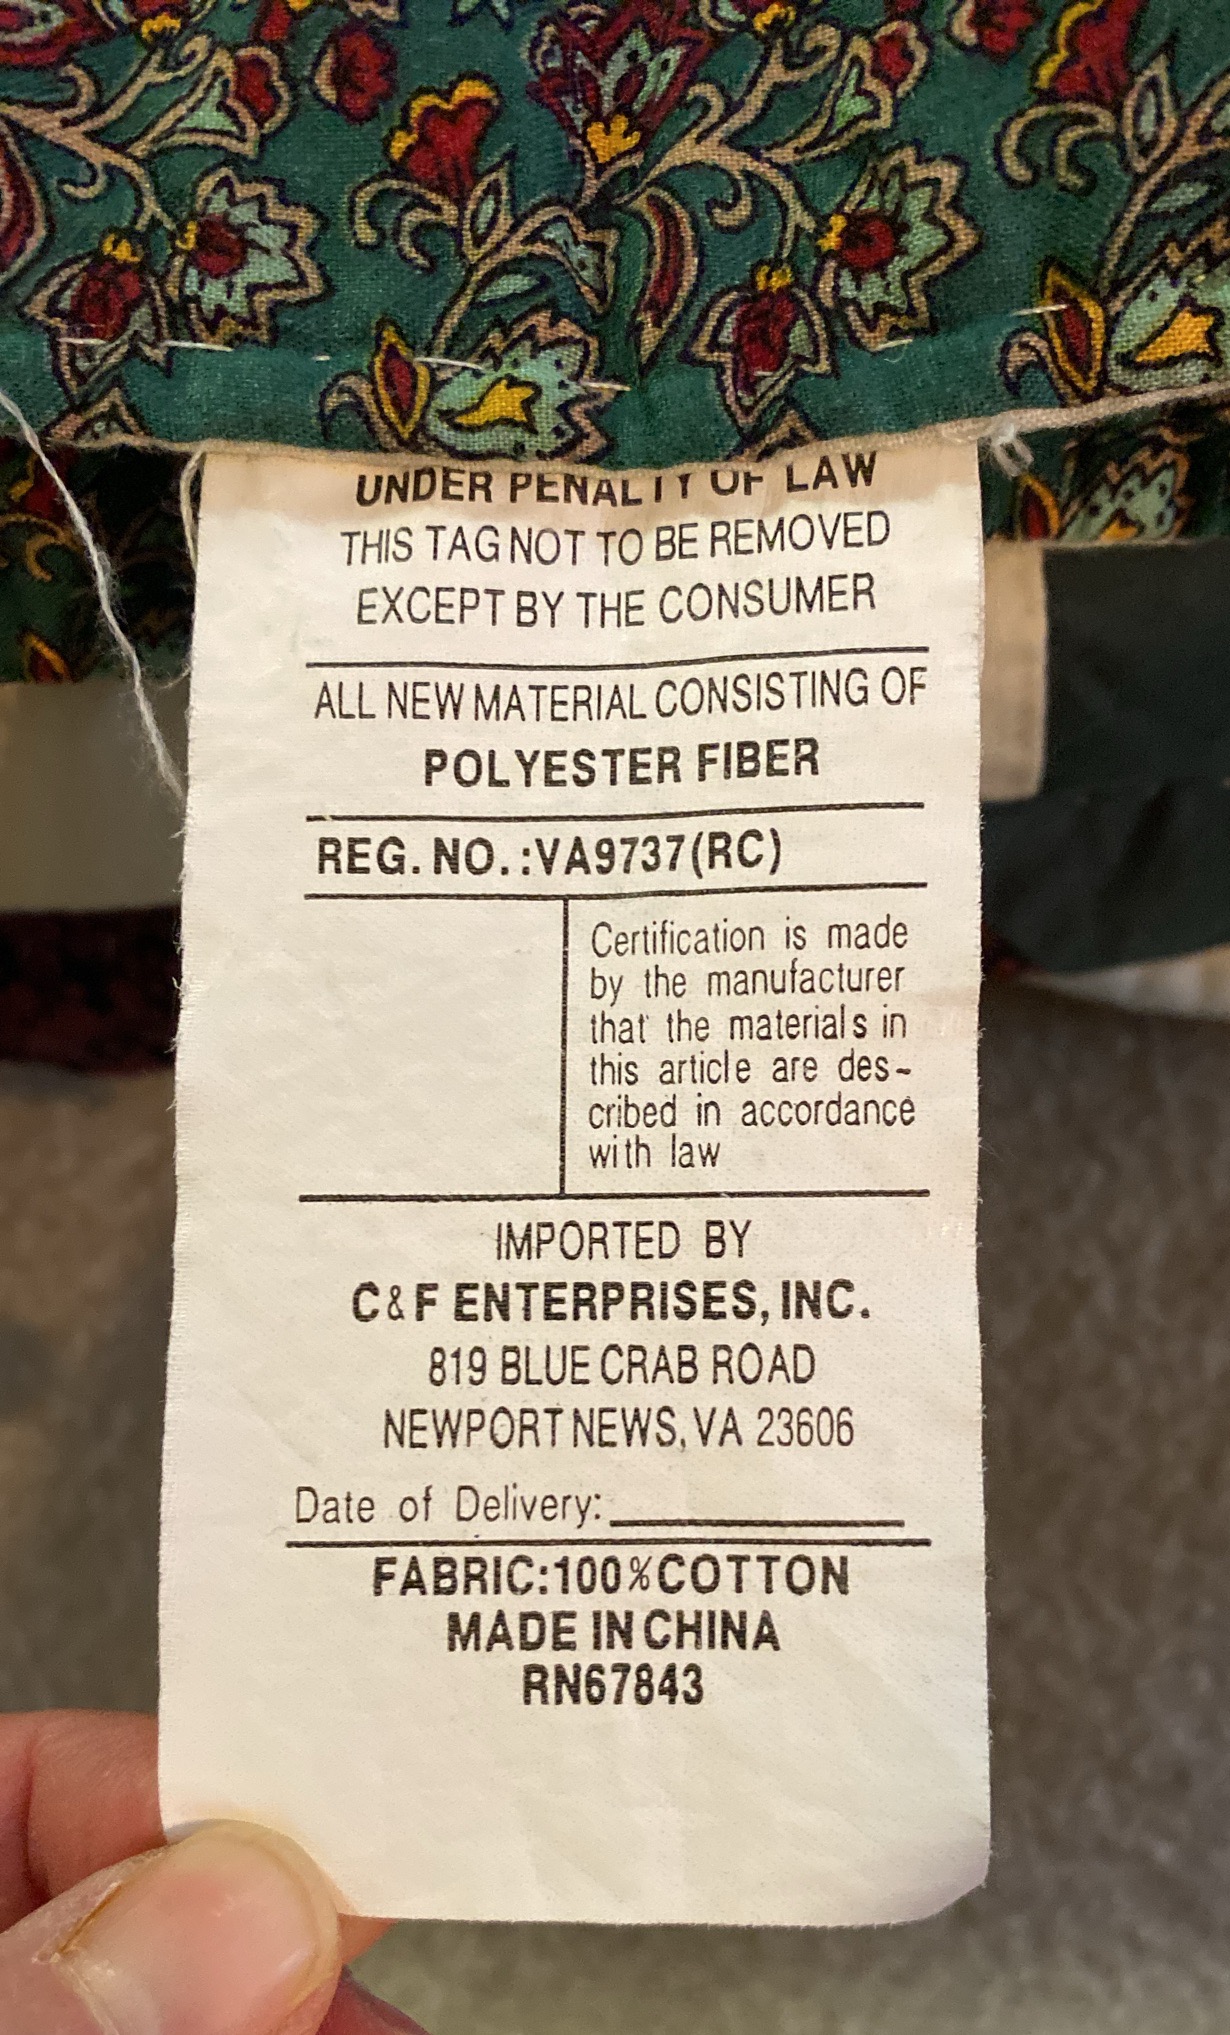 UNDER PENALTY OF LAW
THIS TAG NOT TO BE REMOVED
EXCEPT BY THE CONSUMER
ALL NEW MATERIAL CONSISTING OF
POLYESTER FIBER
REG. NO.:VA9737(RC)
Certification is made
by the manufacturer
that the materials in
this article are des~
cribed in accordance
with law
IMPORTED BY
C&F ENTERPRISES, INC.
819 BLUE CRAB ROAD
NEWPORT NEWS, VA 23606
Date of Delivery:
FABRIC:100%COTTON
MADE IN CHINA
RN67843